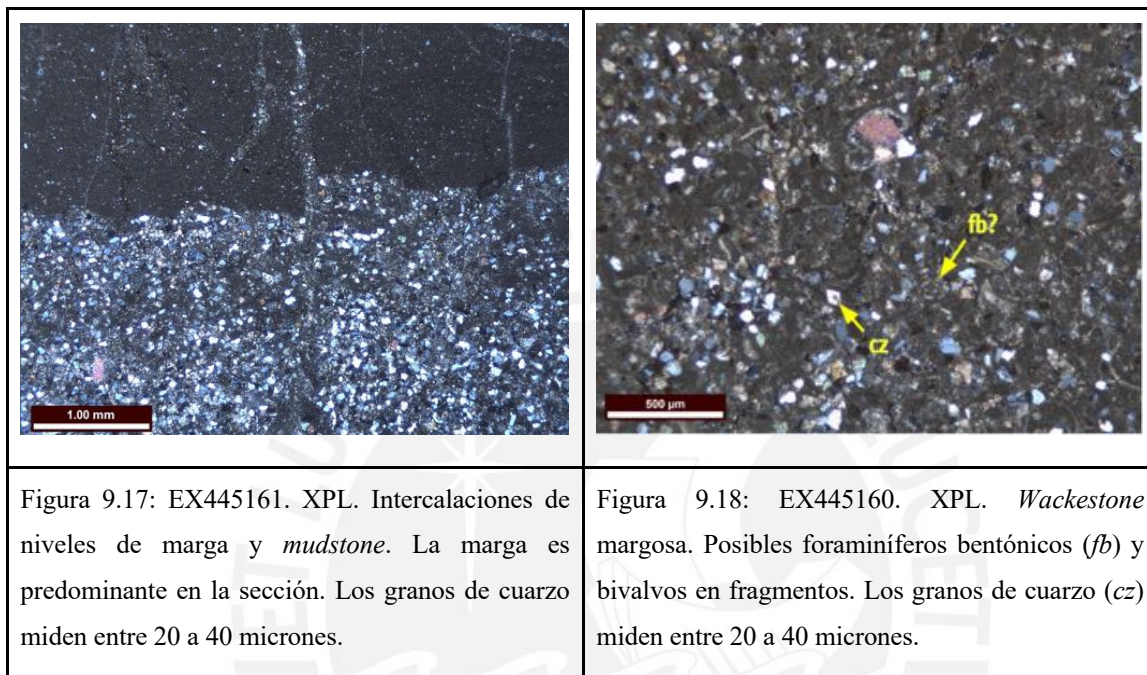 1.00 mm
fb?
cz
500 µm
Figura 9.17: EX445161. XPL. Intercalaciones de
niveles de marga y mudstone. La marga es
predominante en la sección. Los granos de cuarzo
miden entre 20 a 40 micrones.
Figura 9.18: EX445160. XPL. Wackestone
margosa. Posibles foraminíferos bentónicos (fb) y
bivalvos en fragmentos. Los granos de cuarzo (cz)
miden entre 20 a 40 micrones.